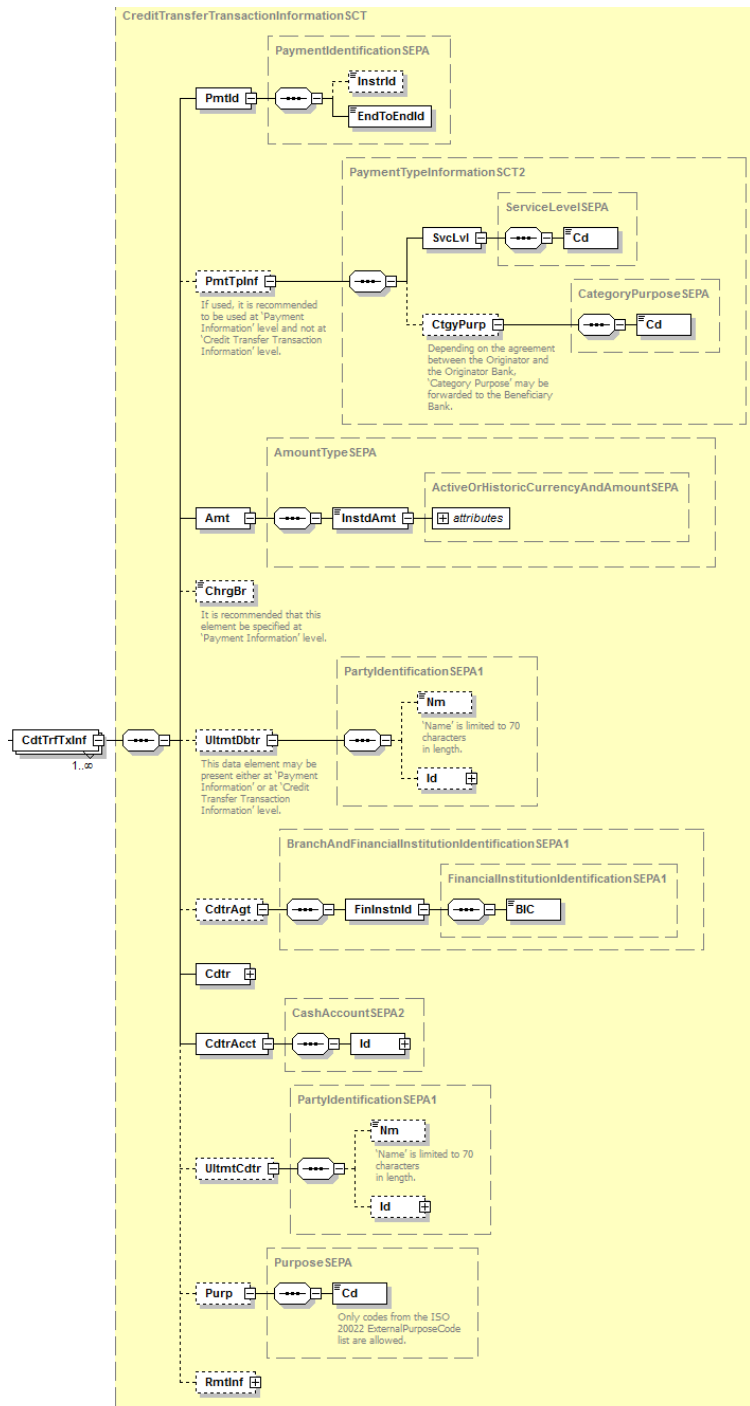 CreditTransferTransactionInformationSCT
PaymentIdentificationSEPA
InstrId
PmtId
EndToEndId
PaymentTypeInformationSCT2
ServiceLevelSEPA
SvcLvl
Cd
PmtTpInf
If used, it is recommended
to be used at 'Payment
Information' level and not at
'Credit Transfer Transaction
Information' level.
CategoryPurposeSEPA
CtgyPurp
Cd
Depending on the agreement
between the Originator and
the Originator Bank,
'Category Purpose' may be
forwarded to the Beneficiary
Bank.
AmountTypeSEPA
ActiveOrHistoricCurrencyAndAmountSEPA
Amt
InstdAmt
attributes
ChrgBr
It is recommended that this
element be specified at
'Payment Information' level.
PartyIdentificationSEPA1
Nm
'Name' is limited to 70
characters
in length.
CdtTrfTxInf
1..∞
UltmtDbtr
This data element may be
present either at 'Payment
Information' or at 'Credit
Transfer Transaction
Information' level.
Id
BranchAndFinancialInstitutionIdentificationSEPA1
FinancialInstitutionIdentificationSEPA1
CdtrAgt
FinInstnId
BIC
Cdtr
CashAccountSEPA2
CdtrAcct
Id
PartyIdentificationSEPA1
Nm
'Name' is limited to 70
characters
in length.
UltmtCdtr
Id
PurposeSEPA
Purp
Cd
Only codes from the ISO
20022 ExternalPurposeCode
list are allowed.
RmtInf